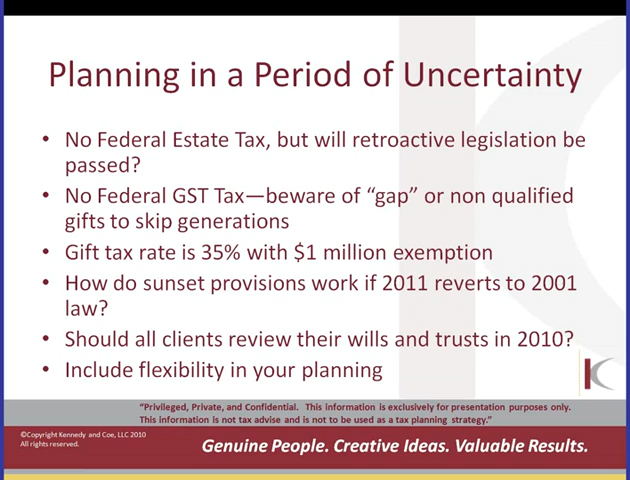 Planning in a Period of Uncertainty
• No Federal Estate Tax, but will retroactive legislation be
passed?
• No Federal GST Tax—beware of “gap” or non qualified
gifts to skip generations
• Gift tax rate is 35% with $1 million exemption
• How do sunset provisions work if 2011 reverts to 2001
law?
• Should all clients review their wills and trusts in 2010?
• Include flexibility in your planning
“Privileged, Private, and Confidential. This information is exclusively for presentation purposes only.
This information is not tax advise and is not to be used as a tax planning strategy.”
©Copyright Kennedy and Coe, LLC 2010
All rights reserved.
Genuine People. Creative Ideas. Valuable Results.